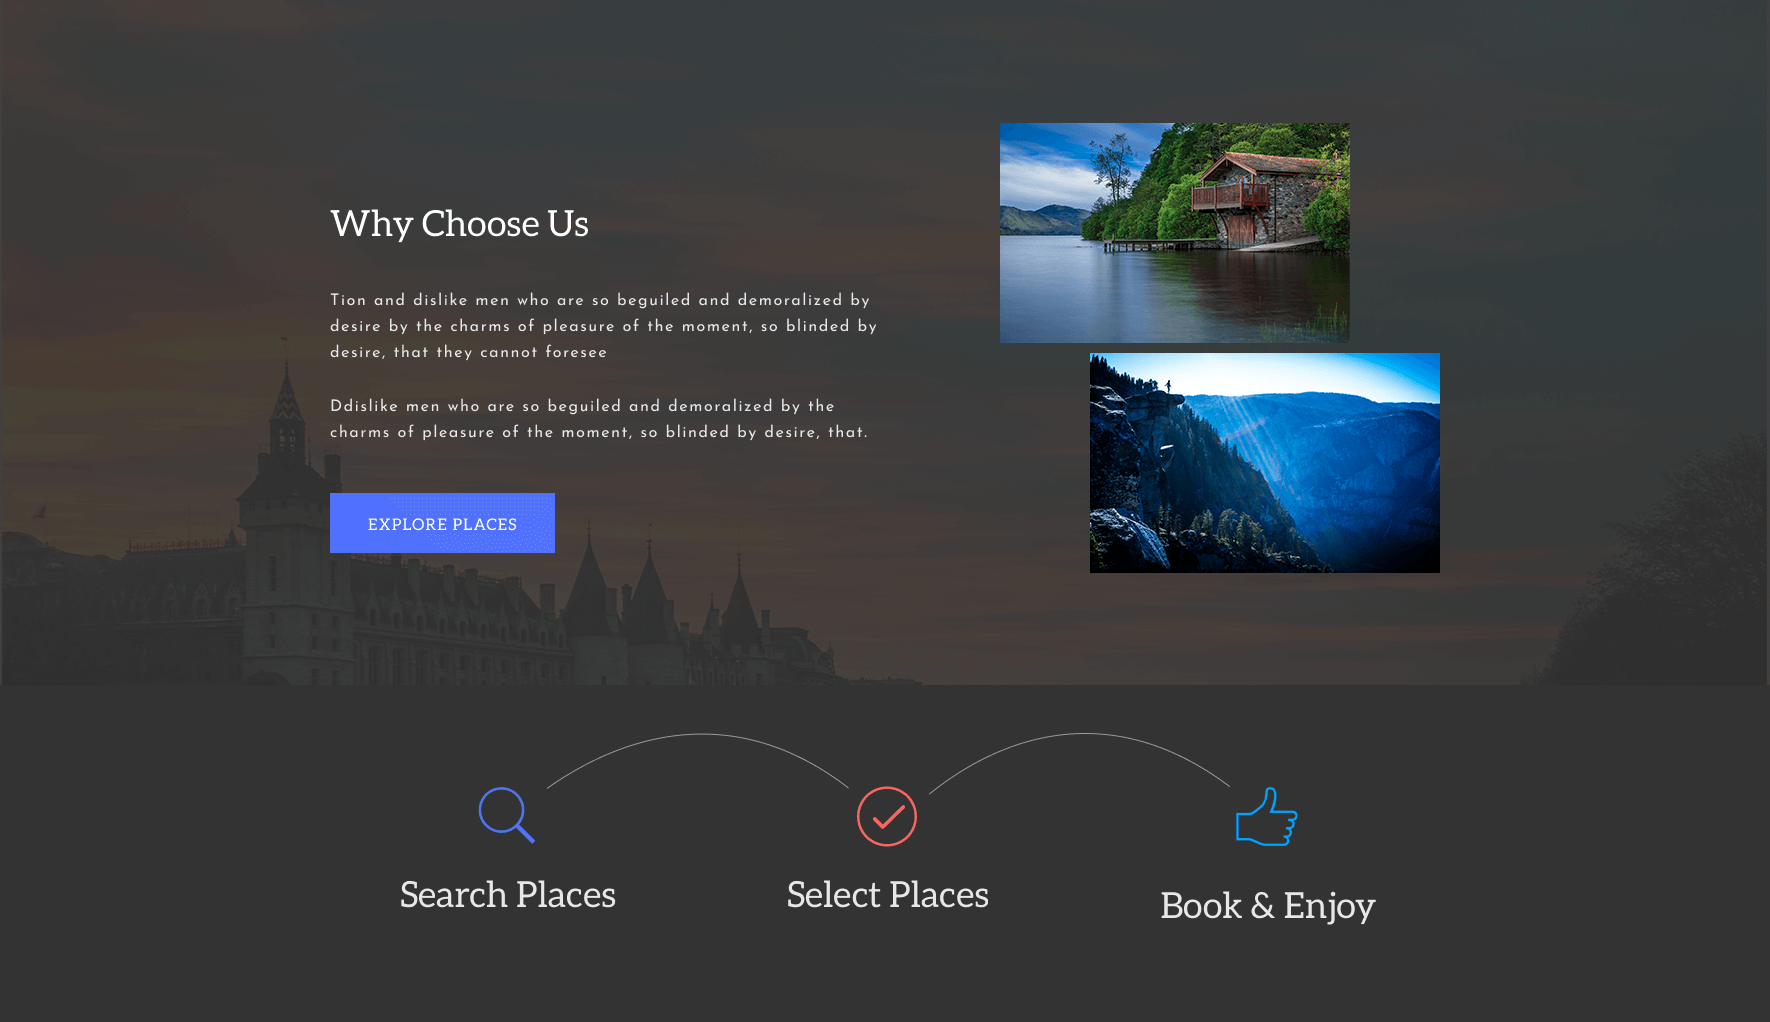 Why Choose Us
Tion and dislike men who are so beguiled and demoralized by
desire by the charms of pleasure of the moment, so blinded by
desire, that they cannot foresee
Ddislike men who are so beguiled and demoralized by the
charms of pleasure of the moment, so blinded by desire, that.
EXPLORE PLACES
Search Places
Select Places
Book & Enjoy